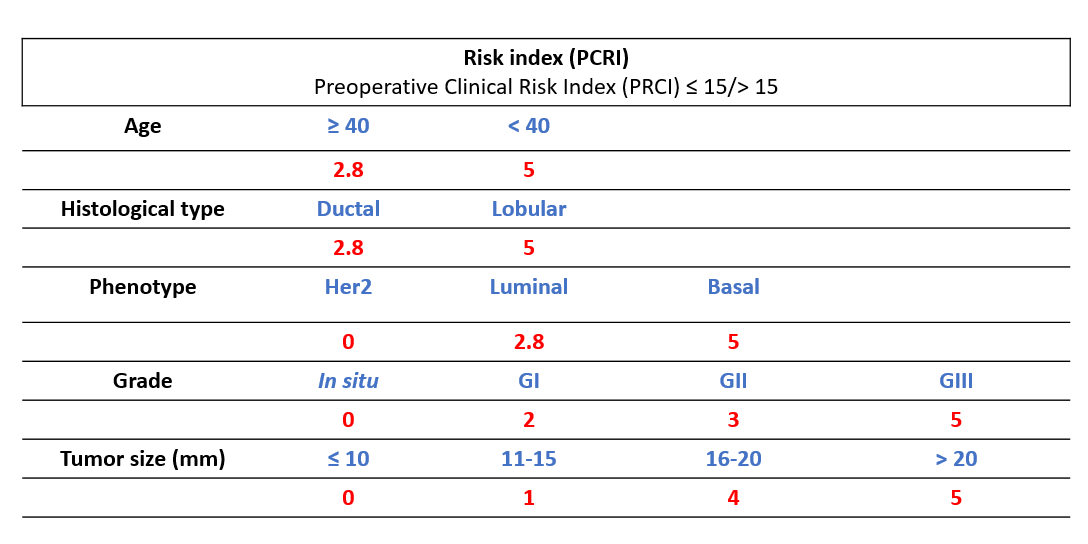 Risk index (PCRI)
Preoperative Clinical Risk Index (PRCI) ≤ 15/> 15
Age ≥ 40 < 40
2.8 5
Histological type Ductal Lobular
2.8 5
Phenotype Her2 Luminal Basal
0 2.8 5
Grade In situ GI GII GIII
0 2 3 5
Tumor size (mm) ≤ 10 11-15 16-20 > 20
0 1 4 5